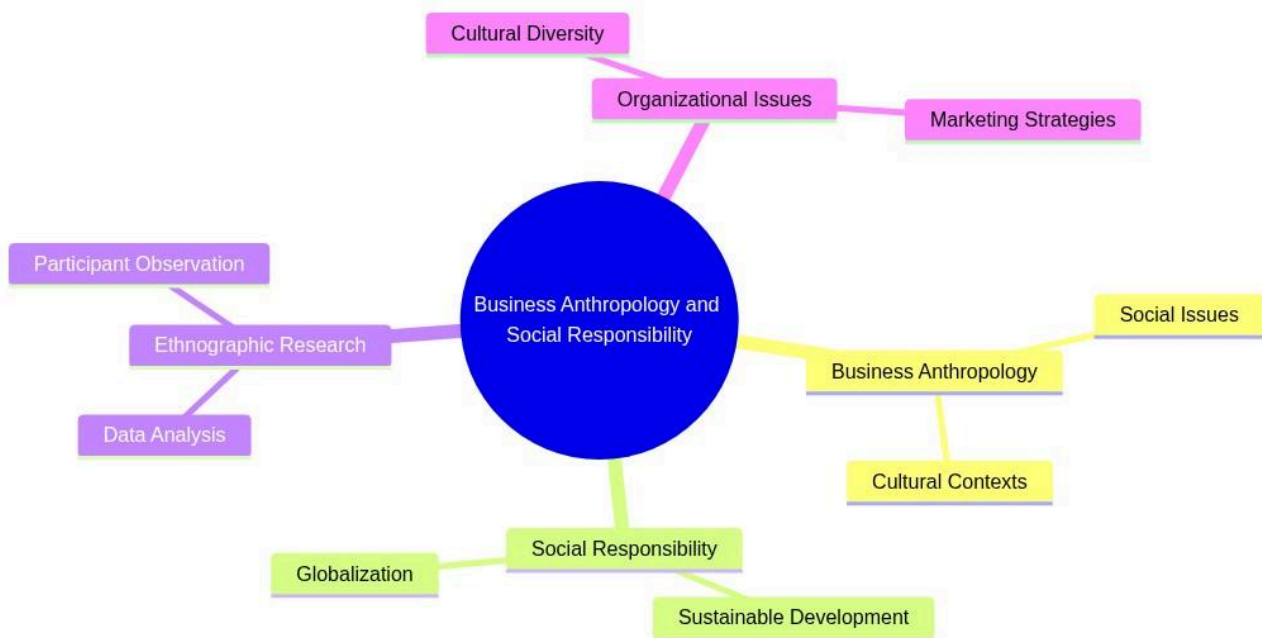 Cultural Diversity
Organizational Issues
Marketing Strategies
Participant Observation
Ethnographic Research
Data Analysis
Business Anthropology and
Social Responsibility
Social Issues
Business Anthropology
Cultural Contexts
Social Responsibility
Globalization
Sustainable Development